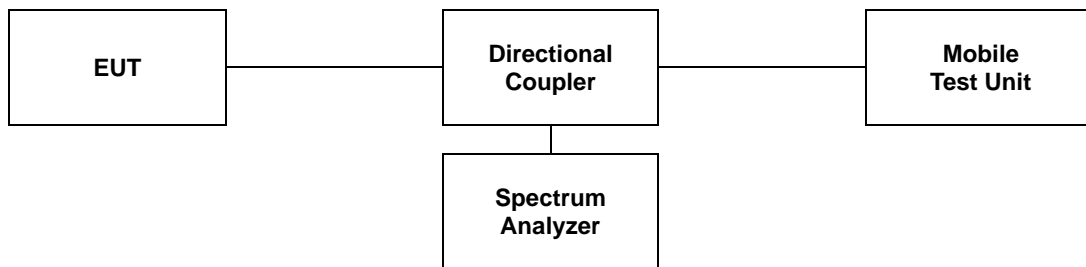 EUT
Directional
Coupler
Mobile
Test Unit
Spectrum
Analyzer